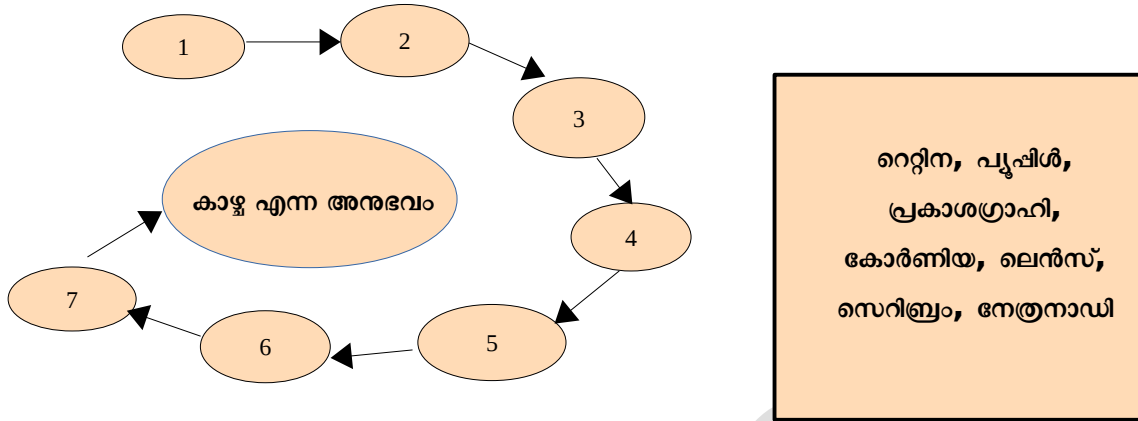 1
2
3
4
5
6
7
കാഴ്ച എന്ന അനുഭവം
റെറ്റിന, പ്യൂപ്പിൾ,
പ്രകാശഗ്രാഹി,
കോർണിയ, ലെൻസ്,
സെറിബ്രം, നേത്രനാഡി